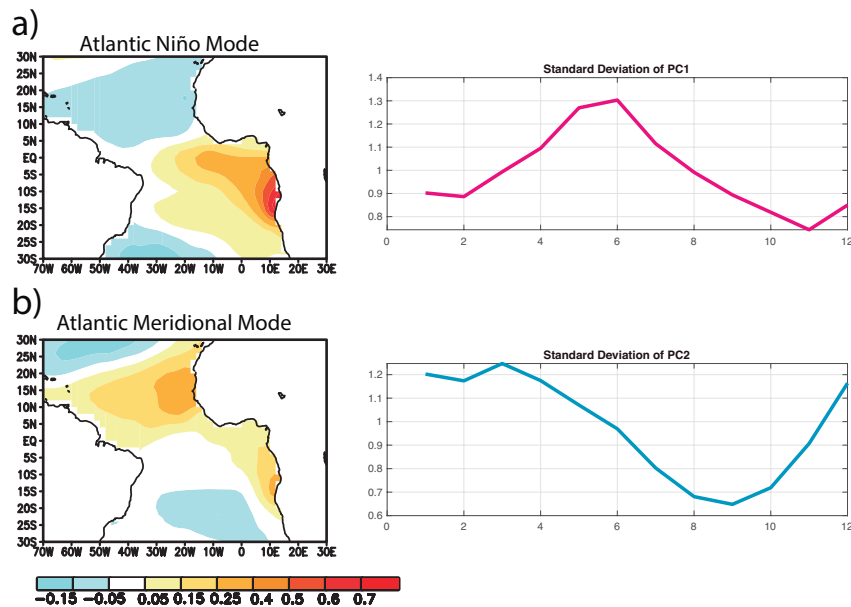 a)
Atlantic Niño Mode
30N
25N
20N
15N
10N
5N
EQ
5S
10S
15S
20S
25S
30S
70W 60W 50W 40W 30W 20W 10W 0 10E 20E 30E
Standard Deviation of PC1
1.4
1.3
1.2
1.1
1
0.9
0.8
0 2 4 6 8 10 12
b)
Atlantic Meridional Mode
30N
25N
20N
15N
10N
5N
EQ
5S
10S
15S
20S
25S
30S
70W 60W 50W 40W 30W 20W 10W 0 10E 20E 30E
Standard Deviation of PC2
1.2
1.1
1
0.9
0.8
0.7
0.6
0 2 4 6 8 10 12
-0.15 -0.05 0.05 0.15 0.25 0.4 0.5 0.6 0.7